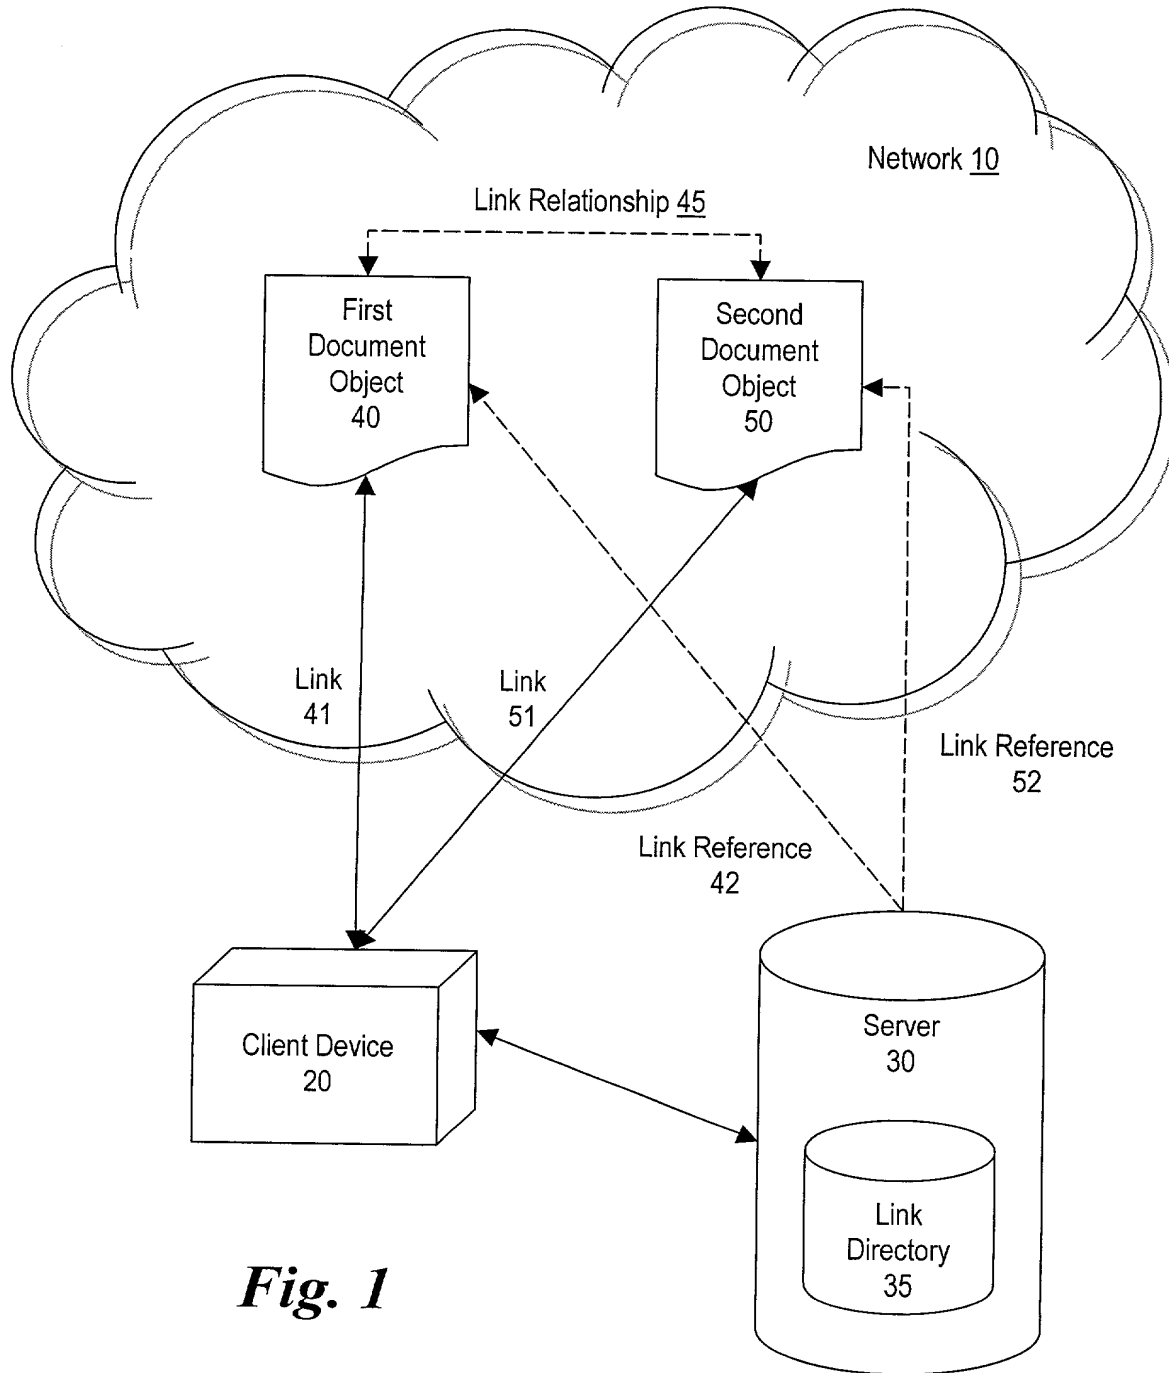 Network 10
Link Relationship 45
First
Document
Object
40
Second
Document
Object
50
Link
41
Link
51
Link Reference
52
Link Reference
42
Client Device
20
Server
30
Link
Directory
35
Fig. 1